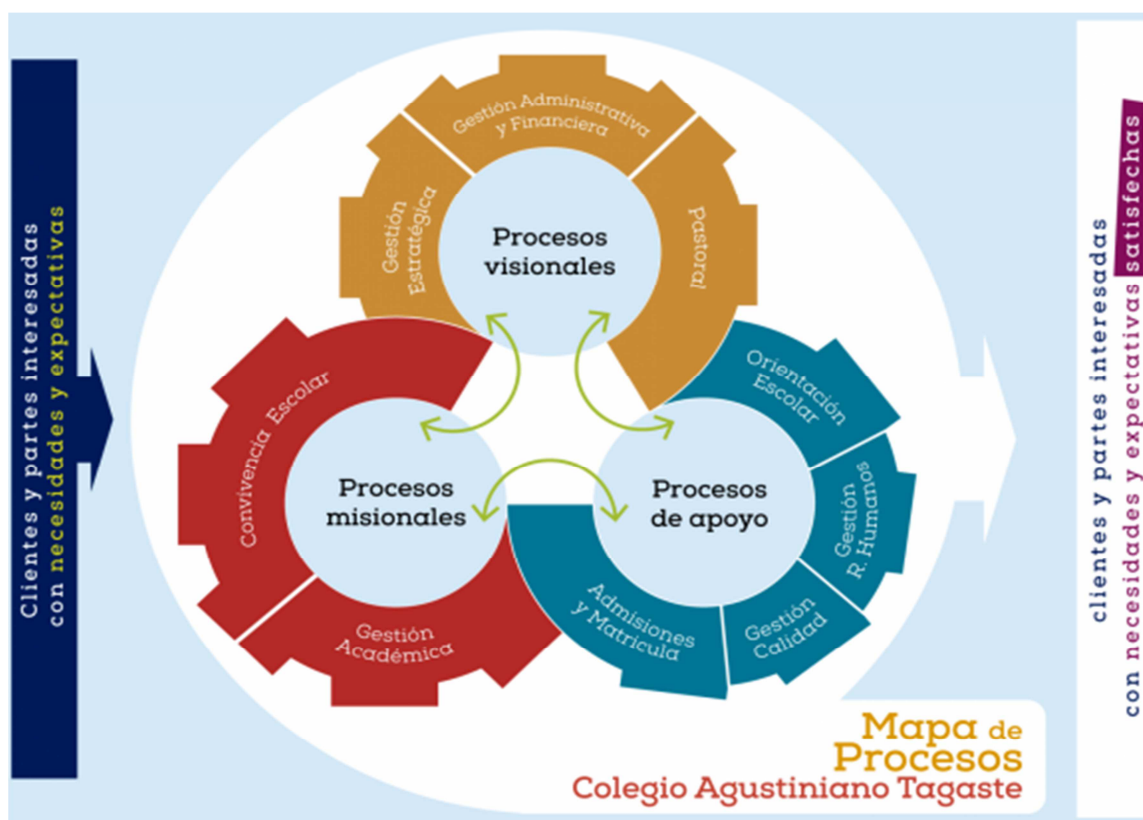 Clientes y partes interesadas
con necesidades y expectativas
Gestión Administrativa
y Financiera
Gestión
Estratégica
Pastoral
Procesos
visionales
Convivencia Escolar
Gestión
Académica
Procesos
misionales
Orientación
Escolar
Gestión
R. Humanos
Gestión
Calidad
Admisiones
y Matricula
Procesos
de apoyo
clientes y partes interesadas
con necesidades y expectativas satisfechas
Mapa de
Procesos
Colegio Agustiniano Tagaste